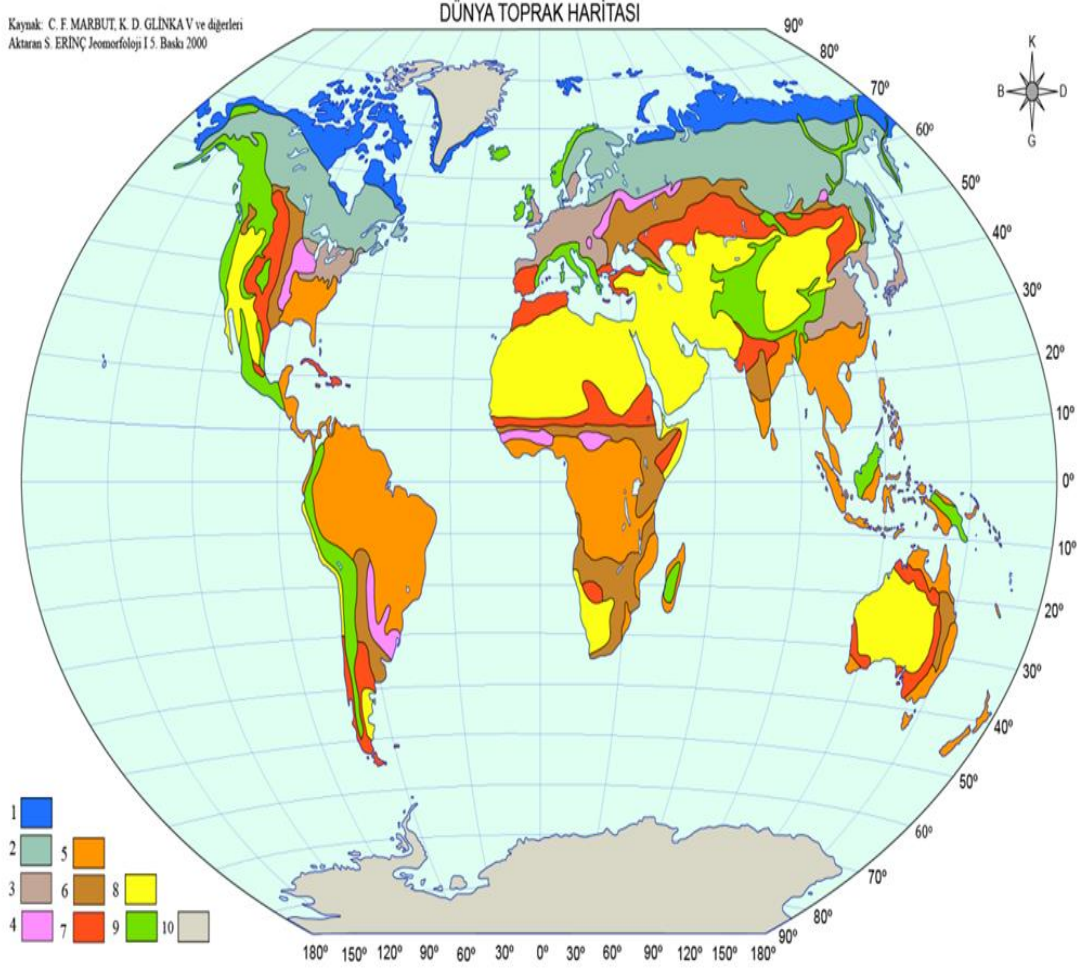 DÜNYA TOPRAK HARİTASI
Kaynak: C. F. MARBUT, K. D. GLİNKA V ve diğerleri
Aktaran S. ERİNÇ Jeomorfoloji I 5. Baskı 2000
90º
80º
70º
60º
50º
40º
30º
20º
10º
0º
10º
20º
30º
40º
50º
60º
70º
80º
90º
K
B D
G
1
2 5
3 6 8
4 7 9 10
180º 150º 120º 90º 60º 30º 0º 30º 60º 90º 120º 150º 180º